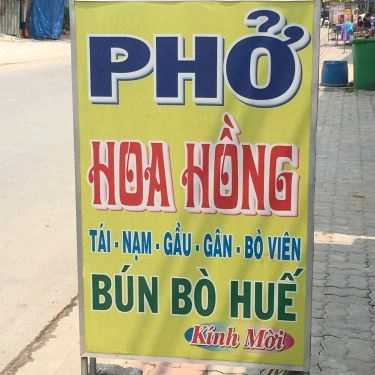 PHỞ
HOA HỒNG
TÁI - NẠM - GẦU - GÂN - BÒ VIÊN
BÚN BÒ HUẾ
Kính Mời